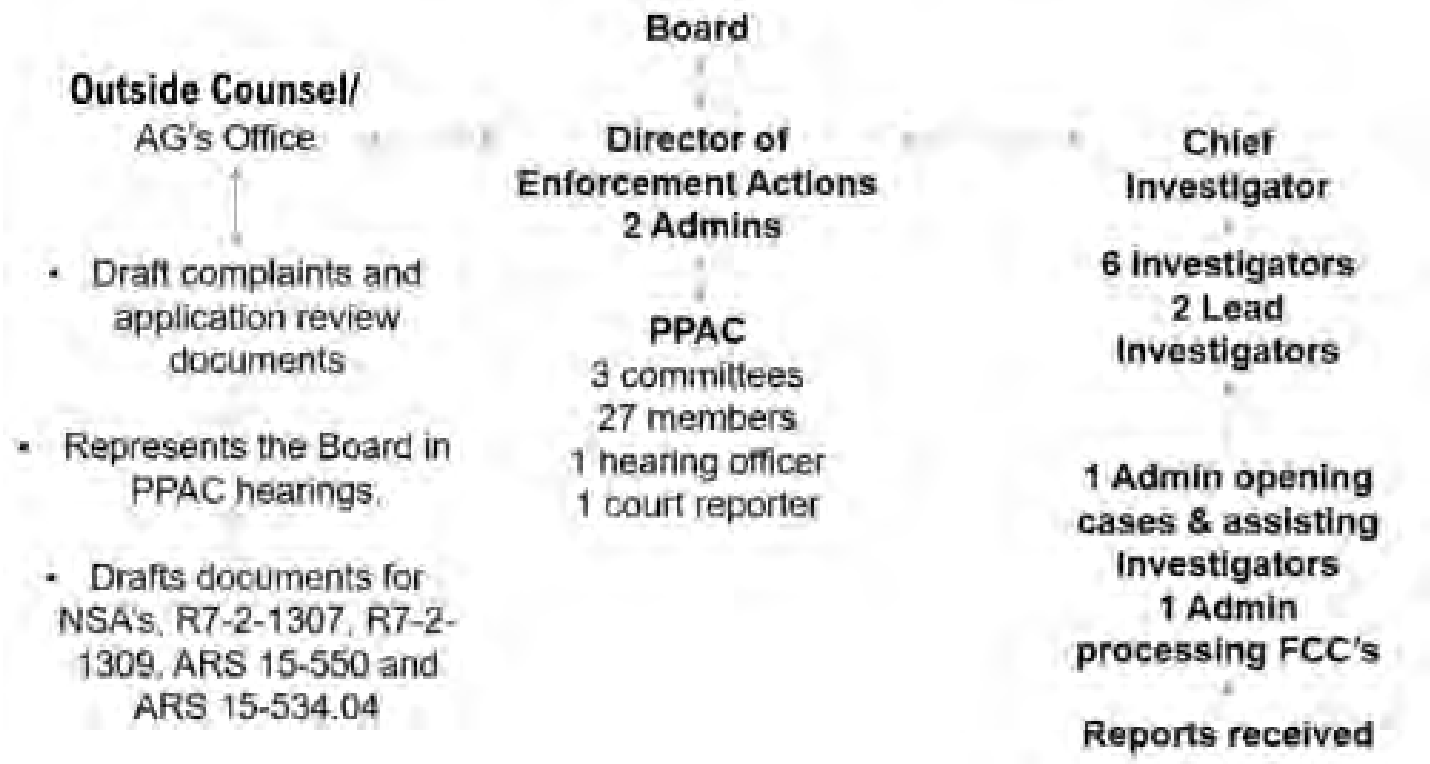 Board
Outside Counsel/
AG's Office
• Draft complaints and
application review
documents
• Represents the Board in
PPAC hearings.
• Drafts documents for
NSA's, R7-2-1307, R7-2-
1309, ARS 15-550 and
ARS 15-534.04
Director of
Enforcement Actions
2 Admins
PPAC
3 committees
27 members
1 hearing officer
1 court reporter
Chief
Investigator
6 Investigators
2 Lead
Investigators
1 Admin opening
cases & assisting
Investigators
1 Admin
processing FCC's
Reports received